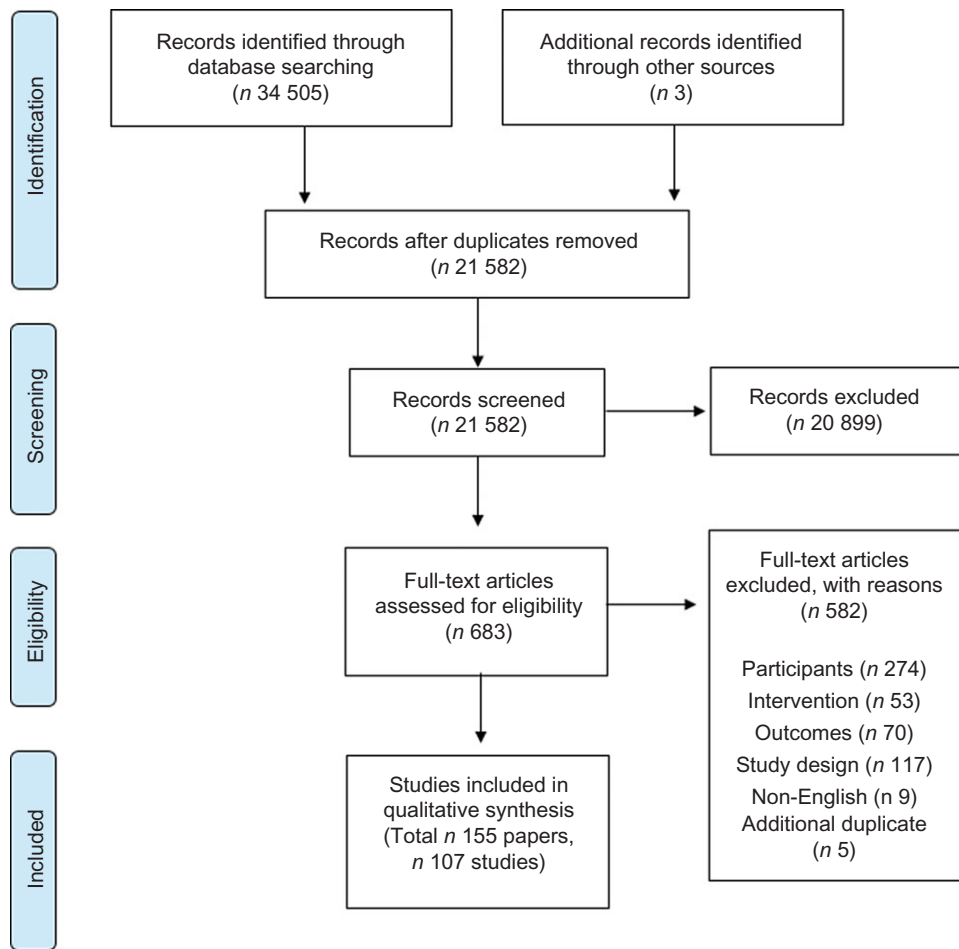 Identification
Records identified through
database searching
(n 34 505)
Additional records identified
through other sources
(n 3)
Records after duplicates removed
(n 21 582)
Screening
Records screened
(n 21 582)
Records excluded
(n 20 899)
Eligibility
Full-text articles
assessed for eligibility
(n 683)
Full-text articles
excluded, with reasons
(n 582)
Participants (n 274)
Intervention (n 53)
Outcomes (n 70)
Study design (n 117)
Non-English (n 9)
Additional duplicate
(n 5)
Included
Studies included in
qualitative synthesis
(Total n 155 papers,
n 107 studies)